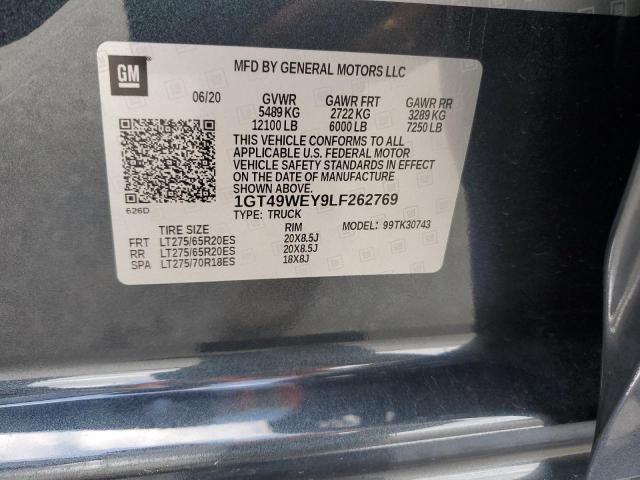 GM
MFD BY GENERAL MOTORS LLC
06/20 GVWR GAWR FRT GAWR RR
5489 KG 2722 KG 3289 KG
12100 LB 6000 LB 7250 LB
THIS VEHICLE CONFORMS TO ALL
APPLICABLE U.S. FEDERAL MOTOR
VEHICLE SAFETY STANDARDS IN EFFECT
ON THE DATE OF MANUFACTURE
SHOWN ABOVE.
626D
1GT49WEY9LF262769
TYPE: TRUCK MODEL: 99TK30743
TIRE SIZE RIM
FRT LT275/65R20ES 20X8.5J
RR LT275/65R20ES 20X8.5J
SPA LT275/70R18ES 18X8J